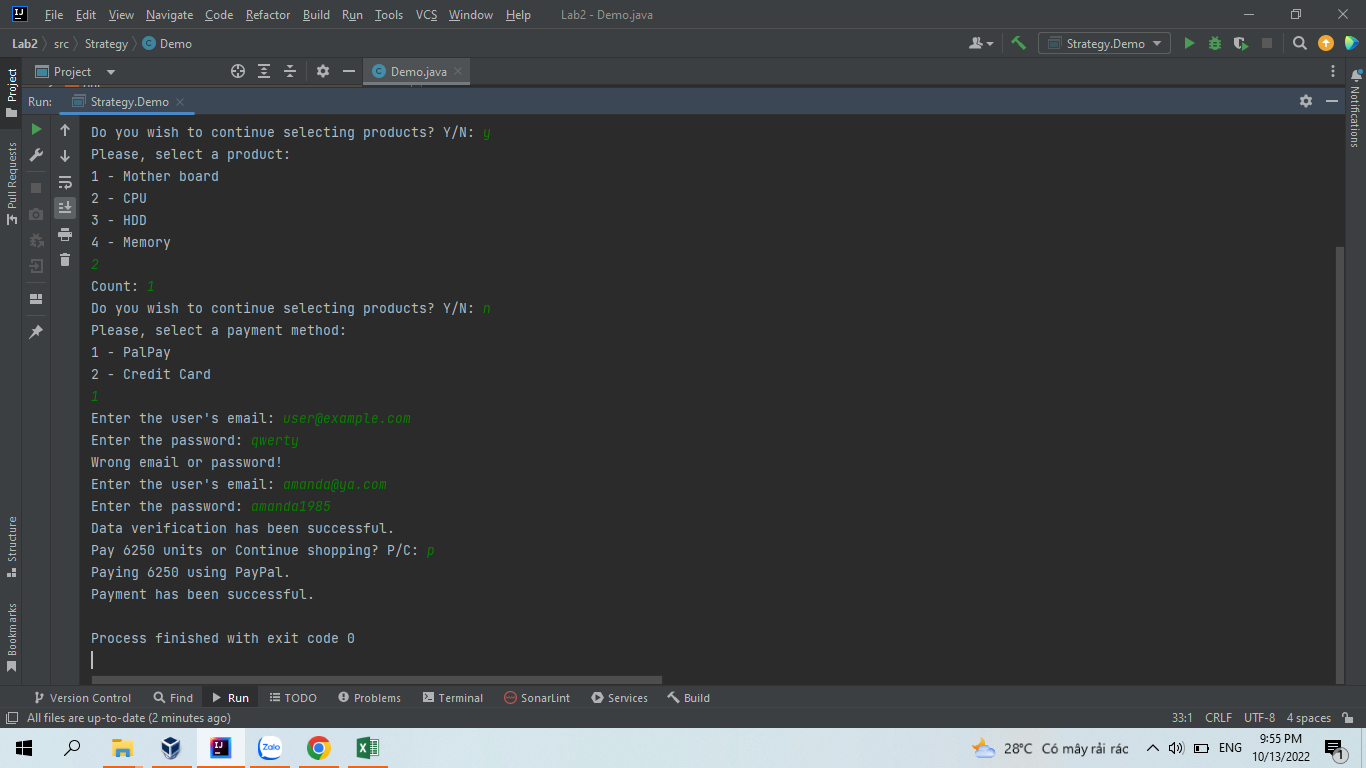 File Edit View Navigate Code Refactor Build Run Tools VCS Window Help Lab2 - Demo.java
Lab2 src Strategy Demo Strategy.Demo
Project Demo.java
Run: Strategy.Demo
Project
Pull Requests
Structure
Bookmarks
Notifications
Do you wish to continue selecting products? Y/N: y
Please, select a product:
1 - Mother board
2 - CPU
3 - HDD
4 - Memory
2
Count: 1
Do you wish to continue selecting products? Y/N: n
Please, select a payment method:
1 - PalPay
2 - Credit Card
1
Enter the user's email: user@example.com
Enter the password: qwerty
Wrong email or password!
Enter the user's email: amanda@ya.com
Enter the password: amanda1985
Data verification has been successful.
Pay 6250 units or Continue shopping? P/C: p
Paying 6250 using PayPal.
Payment has been successful.
Process finished with exit code 0
Version Control Find Run TODO Problems Terminal SonarLint Services Build
All files are up-to-date (2 minutes ago) 33:1 CRLF UTF-8 4 spaces
Zalo 28°C Có mây rải rác ENG 9:55 PM
10/13/2022 1